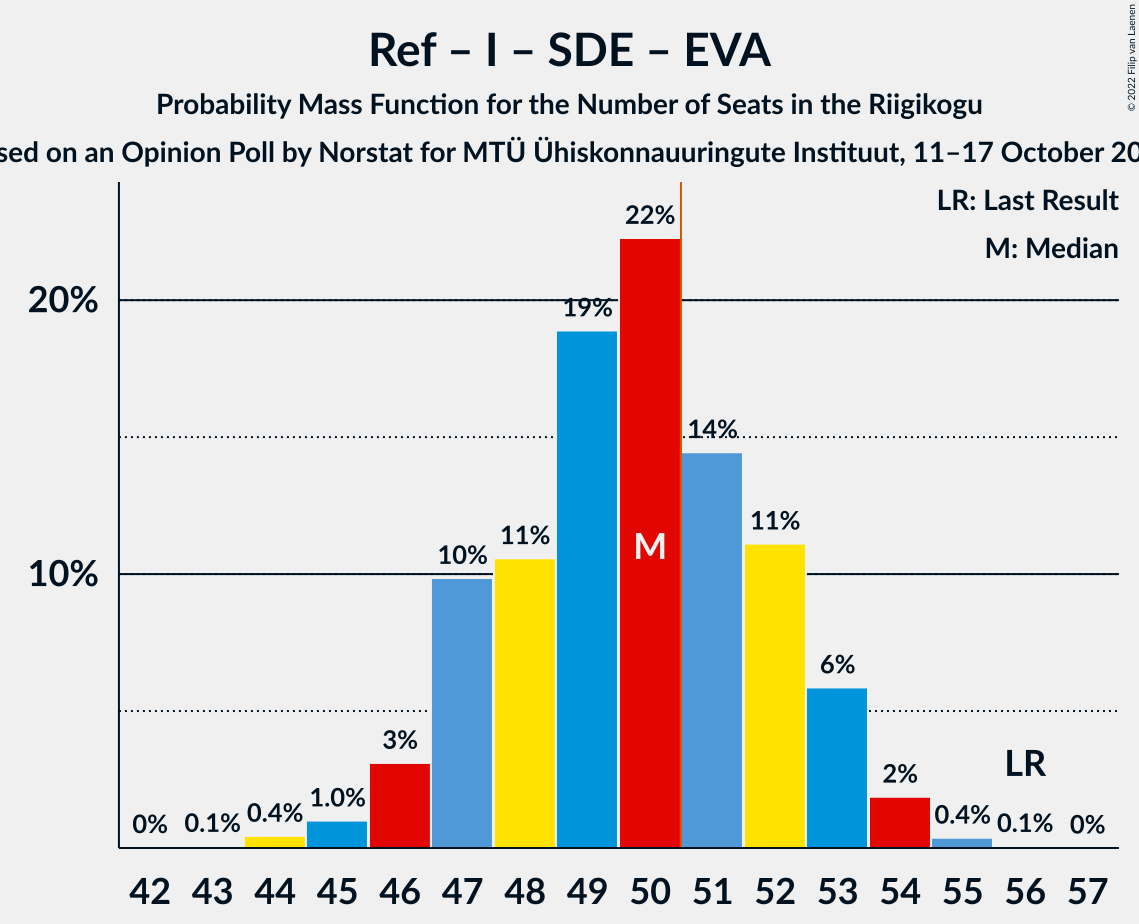 Ref – I – SDE – EVA
Probability Mass Function for the Number of Seats in the Riigikogu
on an Opinion Poll by Norstat for MTÜ Ühiskonnauuringute Instituut, 11–17 October
© 2022 Filip van Laenen
LR: Last Result
M: Median
20%
10%
0% 0.1% 0.4% 1.0% 3% 10% 11% 19% 22% 14% 11% 6% 2% 0.4% 0.1% 0%
M
LR
42 43 44 45 46 47 48 49 50 51 52 53 54 55 56 57